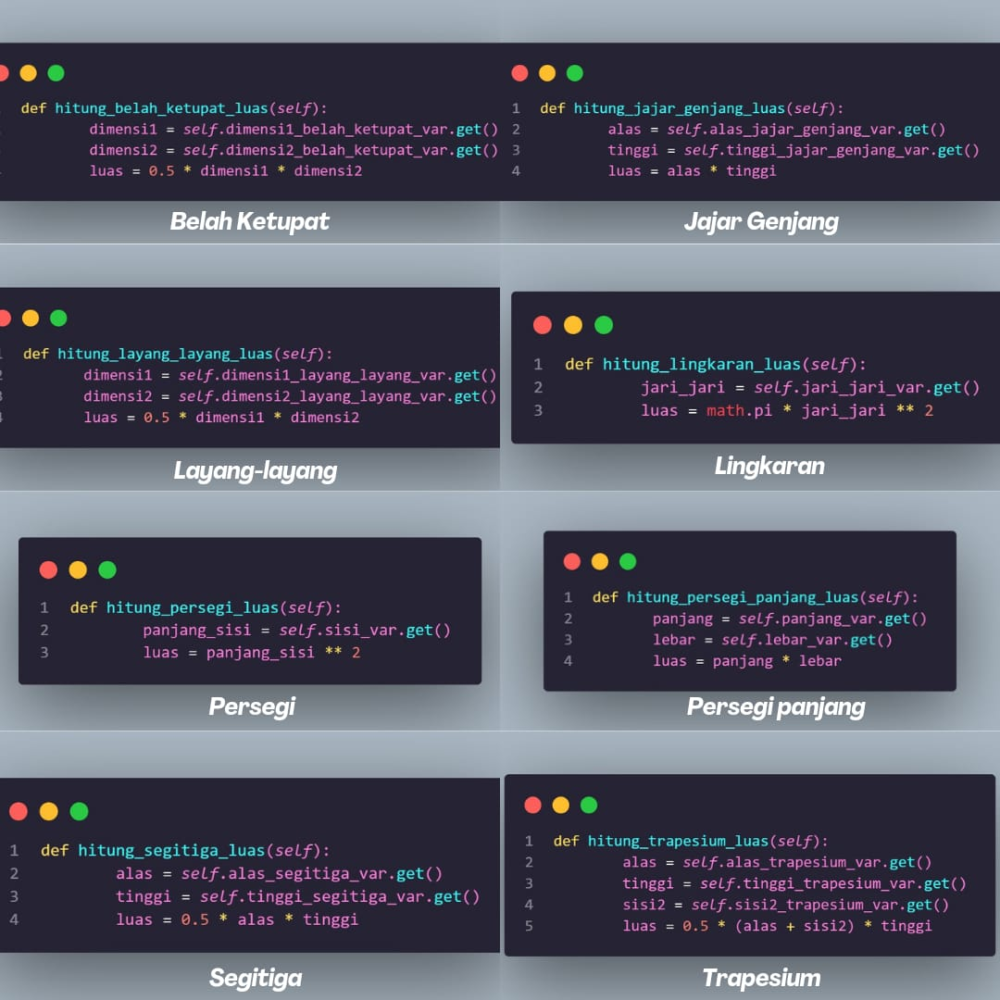 def hitung_belah_ketupat_luas(self):
dimensi1 = self.dimensi1_belah_ketupat_var.get()
dimensi2 = self.dimensi2_belah_ketupat_var.get()
luas = 0.5 * dimensi1 * dimensi2
Belah Ketupat
1 def hitung_jajar_genjang_luas(self):
2 alas = self.alas_jajar_genjang_var.get()
3 tinggi = self.tinggi_jajar_genjang_var.get()
4 luas = alas * tinggi
Jajar Genjang
def hitung_layang_layang_luas(self):
dimensi1 = self.dimensi1_layang_layang_var.get()
dimensi2 = self.dimensi2_layang_layang_var.get()
luas = 0.5 * dimensi1 * dimensi2
Layang-layang
1 def hitung_lingkaran_luas(self):
2 jari_jari = self.jari_jari_var.get()
3 luas = math.pi * jari_jari ** 2
Lingkaran
1 def hitung_persegi_luas(self):
2 panjang_sisi = self.sisi_var.get()
3 luas = panjang_sisi ** 2
Persegi
1 def hitung_persegi_panjang_luas(self):
2 panjang = self.panjang_var.get()
3 lebar = self.lebar_var.get()
4 luas = panjang * lebar
Persegi panjang
1 def hitung_segitiga_luas(self):
2 alas = self.alas_segitiga_var.get()
3 tinggi = self.tinggi_segitiga_var.get()
4 luas = 0.5 * alas * tinggi
Segitiga
1 def hitung_trapesium_luas(self):
2 alas = self.alas_trapesium_var.get()
3 tinggi = self.tinggi_trapesium_var.get()
4 sisi2 = self.sisi2_trapesium_var.get()
5 luas = 0.5 * (alas + sisi2) * tinggi
Trapesium